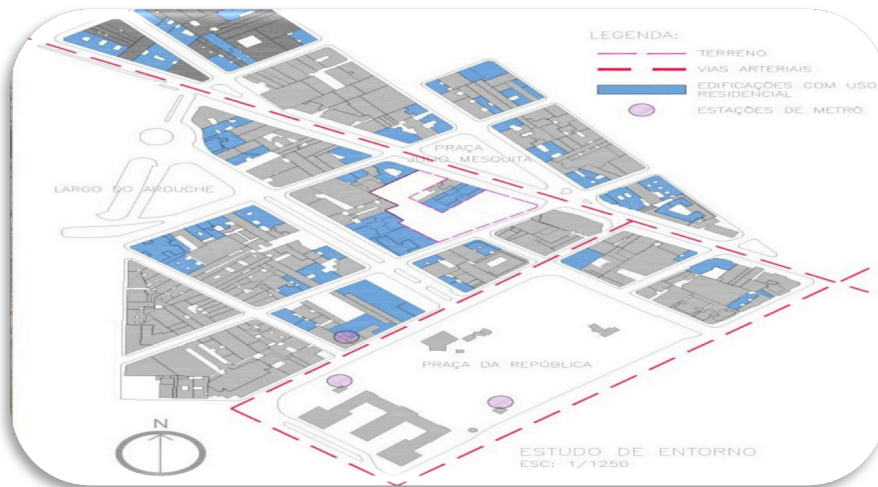 LEGENDA:
TERRENO
VIAS ARTERIAIS
EDIFICAÇÕES COM USO
RESIDENCIAL
ESTAÇÕES DE METRÔ
PRAÇA
JÚLIO MESQUITA
LARGO DO AROUCHE
PRAÇA DA REPÚBLICA
N
ESTUDO DE ENTORNO
ESC: 1/1250